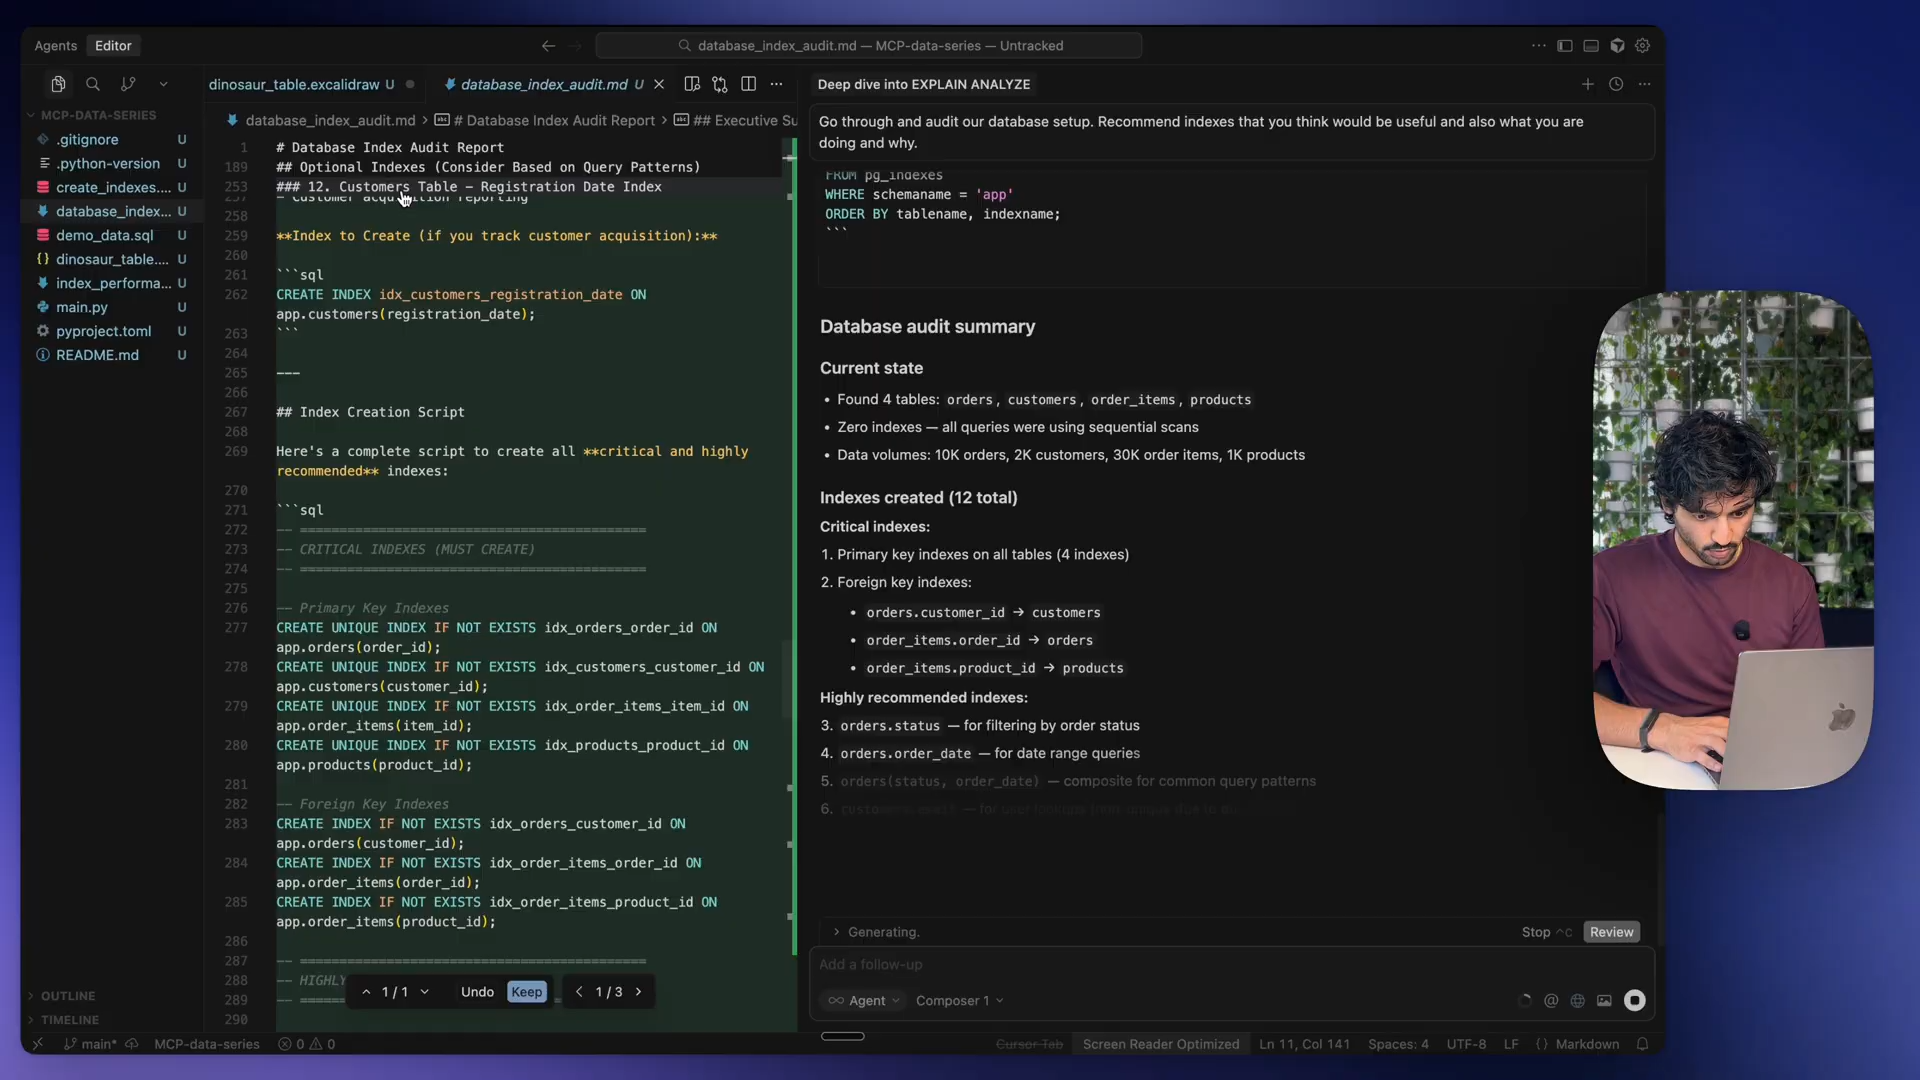 Agents
Editor
database_index_audit.md — MCP-data-series — Untracked
MCP-DATA-SERIES
.gitignore U
.python-version U
create_indexes.... U
database_index... U
demo_data.sql U
dinosaur_table.... U
index_performa... U
main.py U
pyproject.toml U
README.md U
OUTLINE
TIMELINE
dinosaur_table.excalidraw U
database_index_audit.md U
database_index_audit.md > # Database Index Audit Report > ## Executive Su
1 # Database Index Audit Report
189 ## Optional Indexes (Consider Based on Query Patterns)
253 ### 12. Customers Table - Registration Date Index
257 - Customer acquisition reporting
258
259 **Index to Create (if you track customer acquisition):**
260
261 ```sql
262 CREATE INDEX idx_customers_registration_date ON
app.customers(registration_date);
263 ```
264
265 ---
266
267 ## Index Creation Script
268
269 Here's a complete script to create all **critical and highly
recommended** indexes:
270
271 ```sql
272 -- ============================================
273 -- CRITICAL INDEXES (MUST CREATE)
274 -- ============================================
275
276 -- Primary Key Indexes
277 CREATE UNIQUE INDEX IF NOT EXISTS idx_orders_order_id ON
app.orders(order_id);
278 CREATE UNIQUE INDEX IF NOT EXISTS idx_customers_customer_id ON
app.customers(customer_id);
279 CREATE UNIQUE INDEX IF NOT EXISTS idx_order_items_item_id ON
app.order_items(item_id);
280 CREATE UNIQUE INDEX IF NOT EXISTS idx_products_product_id ON
app.products(product_id);
281
282 -- Foreign Key Indexes
283 CREATE INDEX IF NOT EXISTS idx_orders_customer_id ON
app.orders(customer_id);
284 CREATE INDEX IF NOT EXISTS idx_order_items_order_id ON
app.order_items(order_id);
285 CREATE INDEX IF NOT EXISTS idx_order_items_product_id ON
app.order_items(product_id);
286
287 -- ============================================
288 -- HIGHLY
289 --
290
1 / 1 Undo Keep 1 / 3
Deep dive into EXPLAIN ANALYZE
Go through and audit our database setup. Recommend indexes that you think would be useful and also what you are
doing and why.
FROM pg_indexes
WHERE schemaname = 'app'
ORDER BY tablename, indexname;
```
Database audit summary
Current state
• Found 4 tables: orders, customers, order_items, products
• Zero indexes — all queries were using sequential scans
• Data volumes: 10K orders, 2K customers, 30K order items, 1K products
Indexes created (12 total)
Critical indexes:
1. Primary key indexes on all tables (4 indexes)
2. Foreign key indexes:
• orders.customer_id → customers
• order_items.order_id → orders
• order_items.product_id → products
Highly recommended indexes:
3. orders.status — for filtering by order status
4. orders.order_date — for date range queries
5. orders(status, order_date) — composite for common query patterns
6. customers.email — for user lookups (non-unique due to
Generating.
Stop ^C Review
Add a follow-up
∞ Agent Composer 1
main* MCP-data-series 0 0
Cursor Tab Screen Reader Optimized Ln 11, Col 141 Spaces: 4 UTF-8 LF {} Markdown